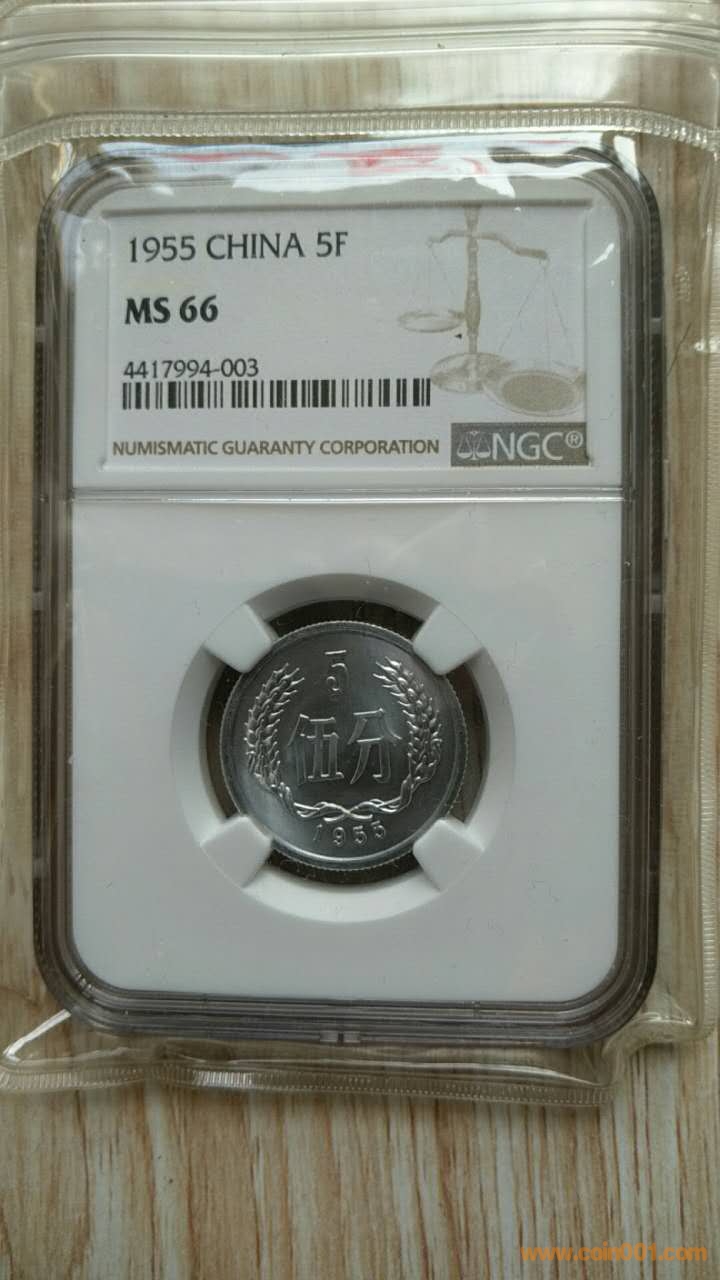 1955 CHINA 5F
MS 66
4417994-003
NUMISMATIC GUARANTY CORPORATION NGC®
5
伍分
1955
www.coin001.com